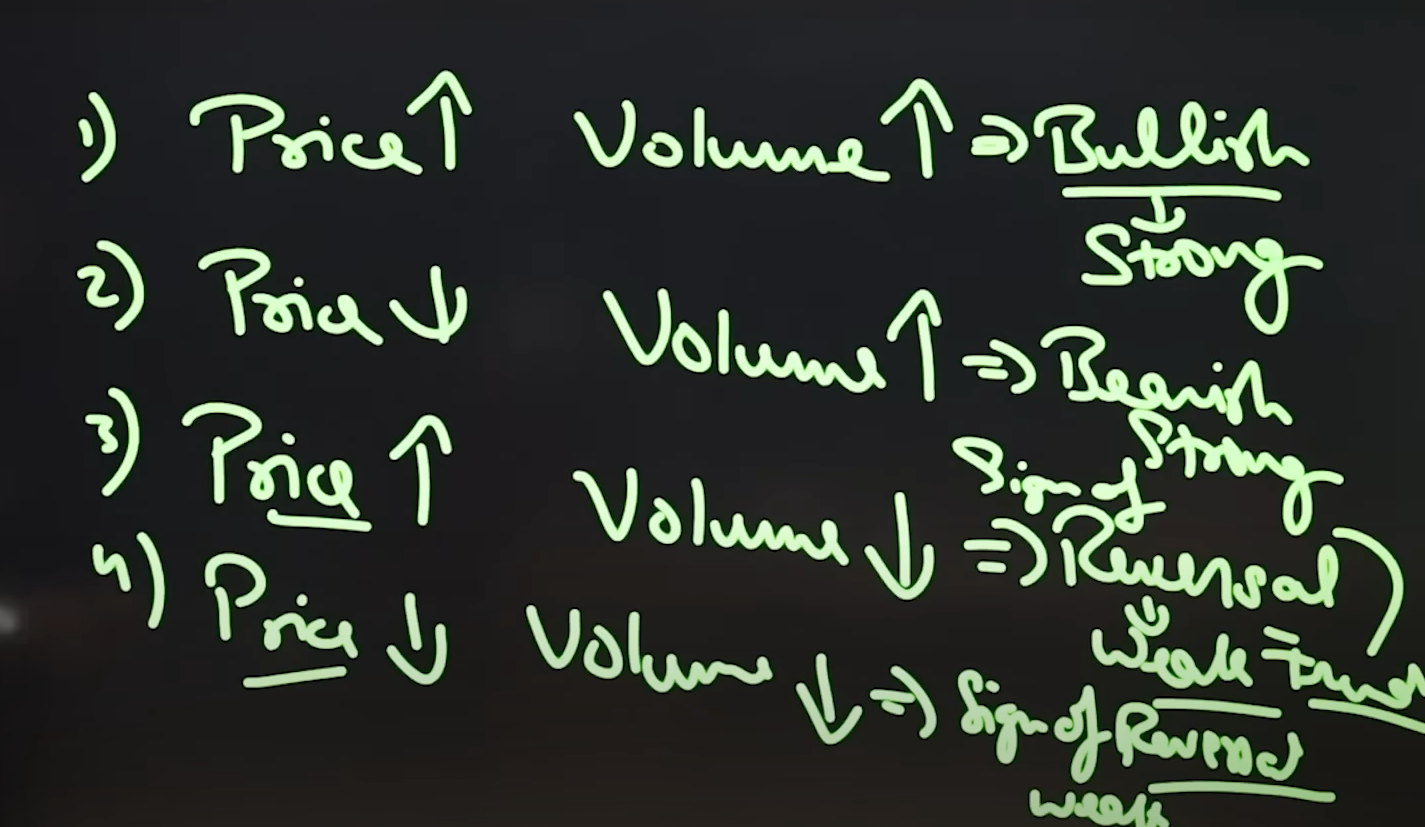 1) Price ↑ Volume ↑ ⇒ Bullish
↓
Strong
2) Price ↓ Volume ↑ ⇒ Bearish
Strong
3) Price ↑ Volume ↓ ⇒ Sign of
Reversal)
↓
Weak Trend
4) Price ↓ Volume ↓ ⇒ Sign of Reversal
weak